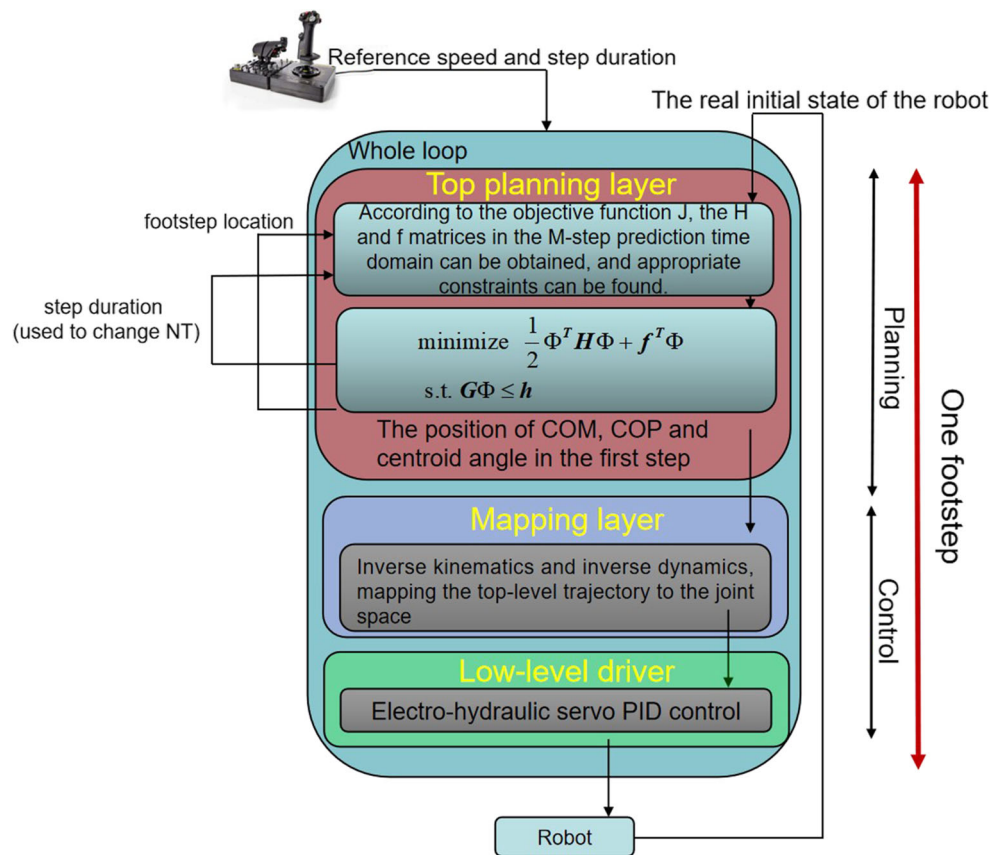 Reference speed and step duration
The real initial state of the robot
Whole loop
Top planning layer
According to the objective function J, the H
and f matrices in the M-step prediction time
domain can be obtained, and appropriate
constraints can be found.
footstep location
step duration
(used to change NT)
minimize 1/2 Φ^T HΦ + f^T Φ
s.t. GΦ ≤ h
The position of COM, COP and
centroid angle in the first step
Mapping layer
Inverse kinematics and inverse dynamics,
mapping the top-level trajectory to the joint
space
Low-level driver
Electro-hydraulic servo PID control
Robot
Planning
Control
One footstep